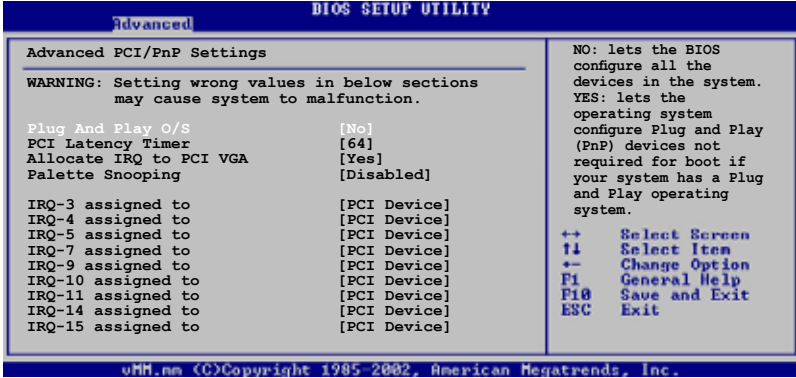 BIOS SETUP UTILITY
Advanced
Advanced PCI/PnP Settings
WARNING: Setting wrong values in below sections
may cause system to malfunction.
Plug And Play O/S [No]
PCI Latency Timer [64]
Allocate IRQ to PCI VGA [Yes]
Palette Snooping [Disabled]
IRQ-3 assigned to [PCI Device]
IRQ-4 assigned to [PCI Device]
IRQ-5 assigned to [PCI Device]
IRQ-7 assigned to [PCI Device]
IRQ-9 assigned to [PCI Device]
IRQ-10 assigned to [PCI Device]
IRQ-11 assigned to [PCI Device]
IRQ-14 assigned to [PCI Device]
IRQ-15 assigned to [PCI Device]
NO: lets the BIOS
configure all the
devices in the system.
YES: lets the
operating system
configure Plug and Play
(PnP) devices not
required for boot if
your system has a Plug
and Play operating
system.
↔ Select Screen
↑↓ Select Item
+- Change Option
F1 General Help
F10 Save and Exit
ESC Exit
vMM.mm (C)Copyright 1985-2002, American Megatrends, Inc.